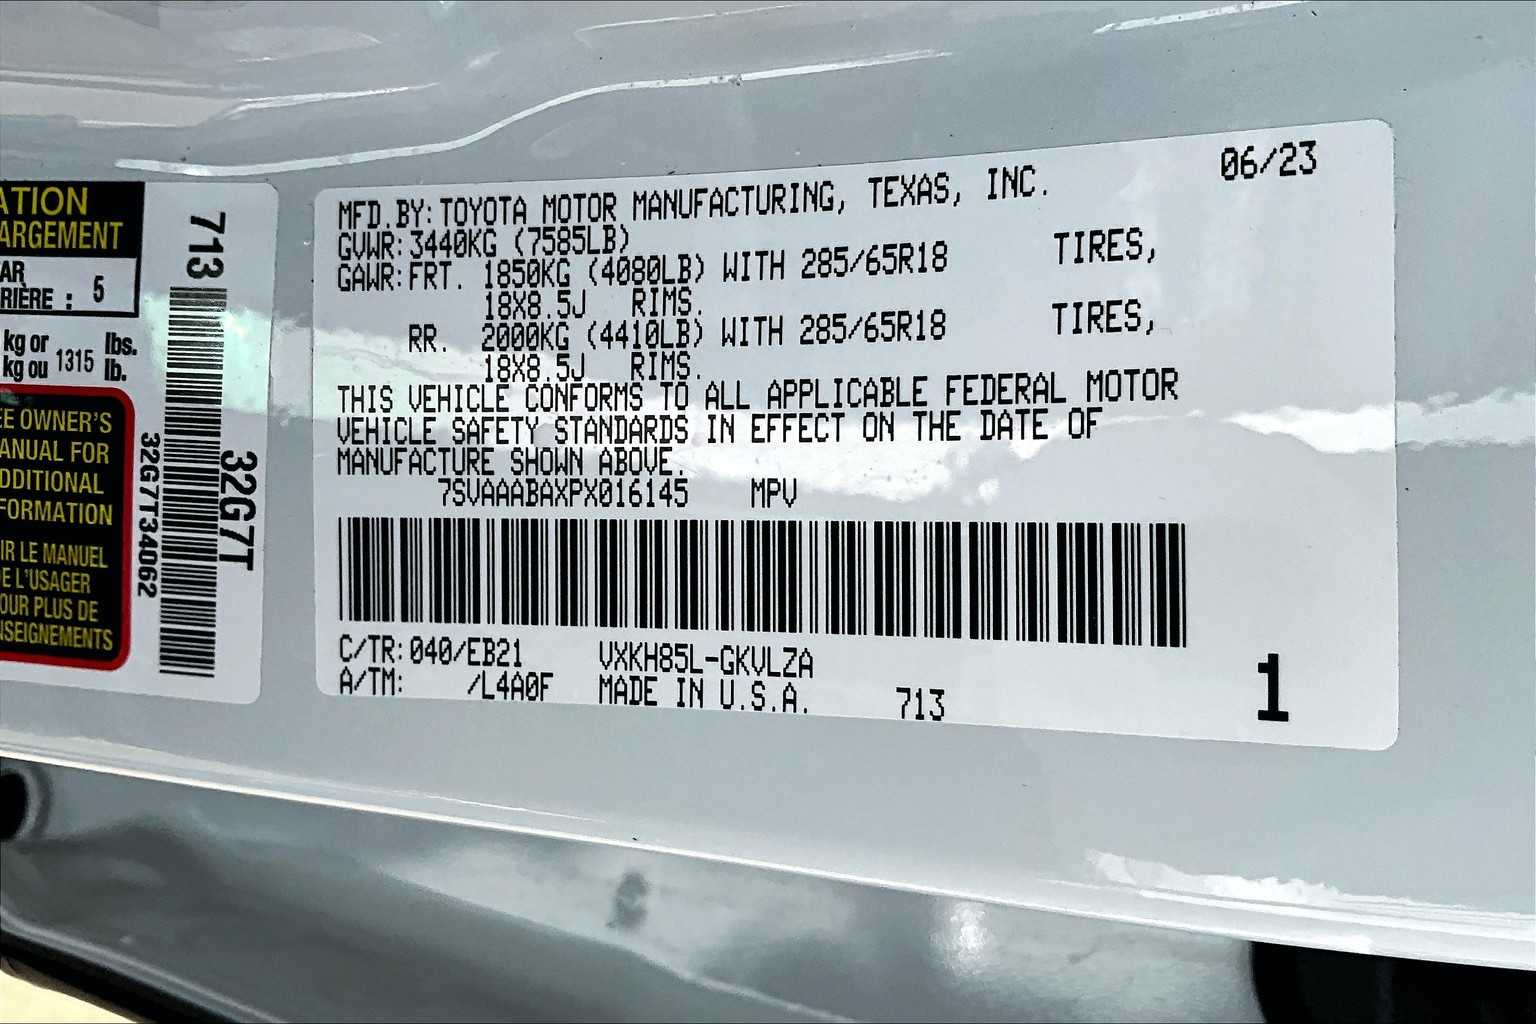 ATION
ARGEMENT
AR
RIÈRE : 5
kg or lbs.
kg ou 1315 lb.
EE OWNER'S
ANUAL FOR
DDITIONAL
FORMATION
IR LE MANUEL
E L'USAGER
OUR PLUS DE
NSEIGNEMENTS
713
32G7T
32G7T34062
06/23
MFD.BY:TOYOTA MOTOR MANUFACTURING, TEXAS, INC.
GVWR:3440KG (7585LB)
GAWR:FRT. 1850KG (4080LB) WITH 285/65R18 TIRES,
18X8.5J RIMS.
RR. 2000KG (4410LB) WITH 285/65R18 TIRES,
18X8.5J RIMS.
THIS VEHICLE CONFORMS TO ALL APPLICABLE FEDERAL MOTOR
VEHICLE SAFETY STANDARDS IN EFFECT ON THE DATE OF
MANUFACTURE SHOWN ABOVE.
7SVAAABAXPX016145 MPV
C/TR:040/EB21 VXKH85L-GKVLZA
A/TM: /L4A0F MADE IN U.S.A. 713
1